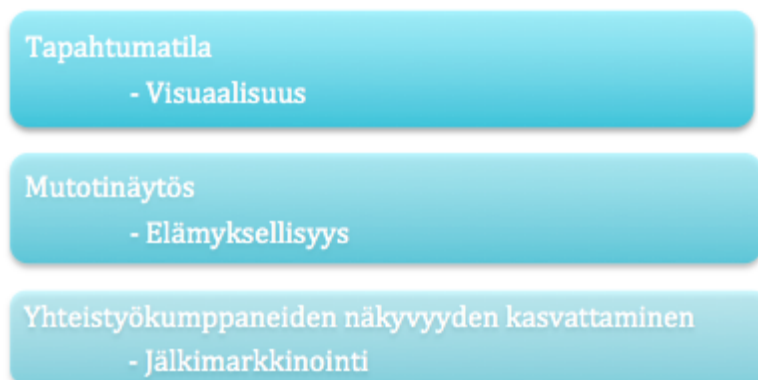 Tapahtumatila
- Visuaalisuus
Mutotinäytös
- Elämyksellisyys
Yhteistyökumppaneiden näkyvyyden kasvattaminen
- Jälkimarkkinointi